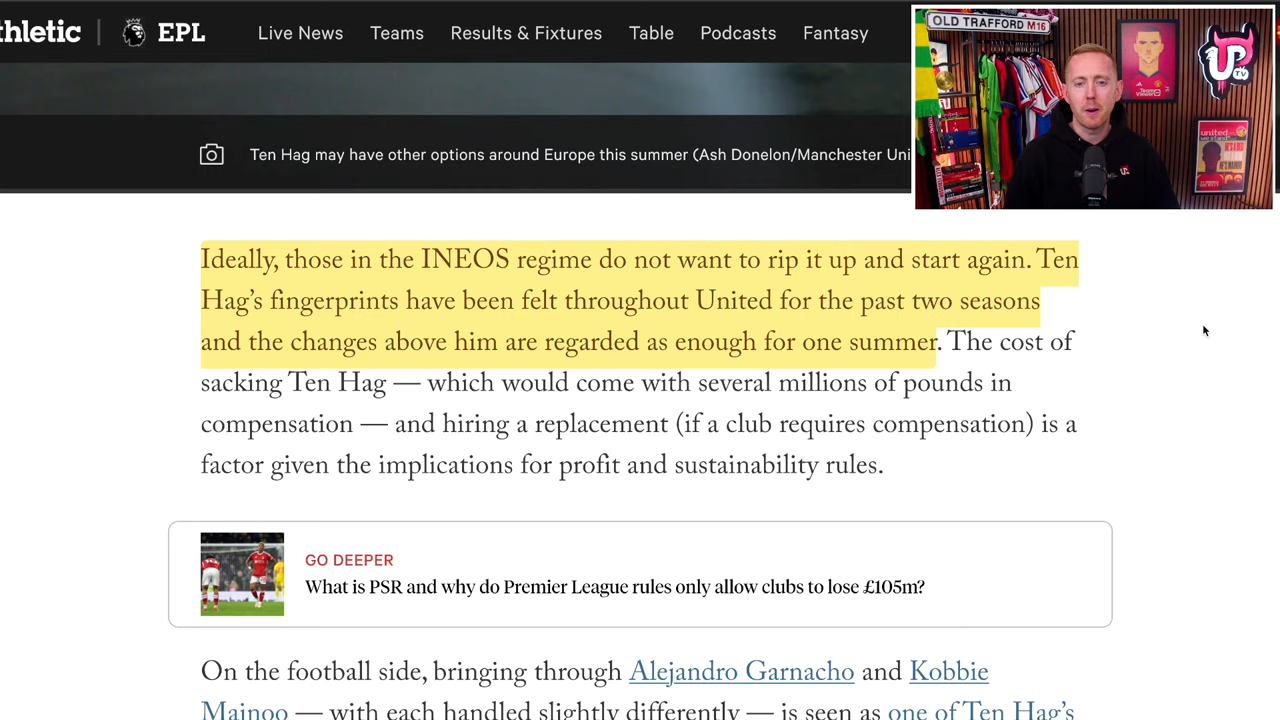 thletic
EPL
Live News
Teams
Results & Fixtures
Table
Podcasts
Fantasy
OLD TRAFFORD M16
UP
TV
TeamViewer
united
we stand
Ten Hag may have other options around Europe this summer (Ash Donelon/Manchester Uni
Ideally, those in the INEOS regime do not want to rip it up and start again. Ten
Hag’s fingerprints have been felt throughout United for the past two seasons
and the changes above him are regarded as enough for one summer. The cost of
sacking Ten Hag — which would come with several millions of pounds in
compensation — and hiring a replacement (if a club requires compensation) is a
factor given the implications for profit and sustainability rules.
GO DEEPER
What is PSR and why do Premier League rules only allow clubs to lose £105m?
On the football side, bringing through Alejandro Garnacho and Kobbie
Mainoo — with each handled slightly differently — is seen as one of Ten Hag’s